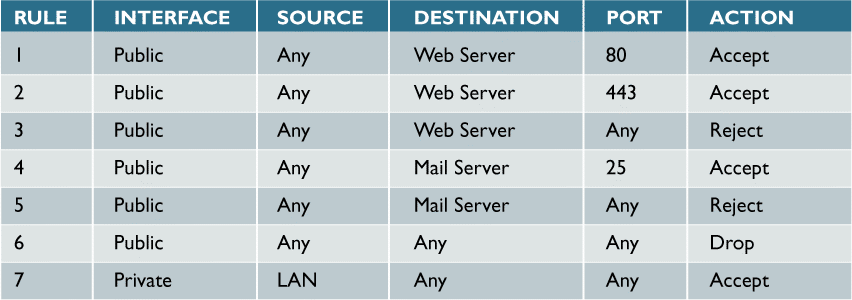 RULE INTERFACE SOURCE DESTINATION PORT ACTION
1 Public Any Web Server 80 Accept
2 Public Any Web Server 443 Accept
3 Public Any Web Server Any Reject
4 Public Any Mail Server 25 Accept
5 Public Any Mail Server Any Reject
6 Public Any Any Any Drop
7 Private LAN Any Any Accept